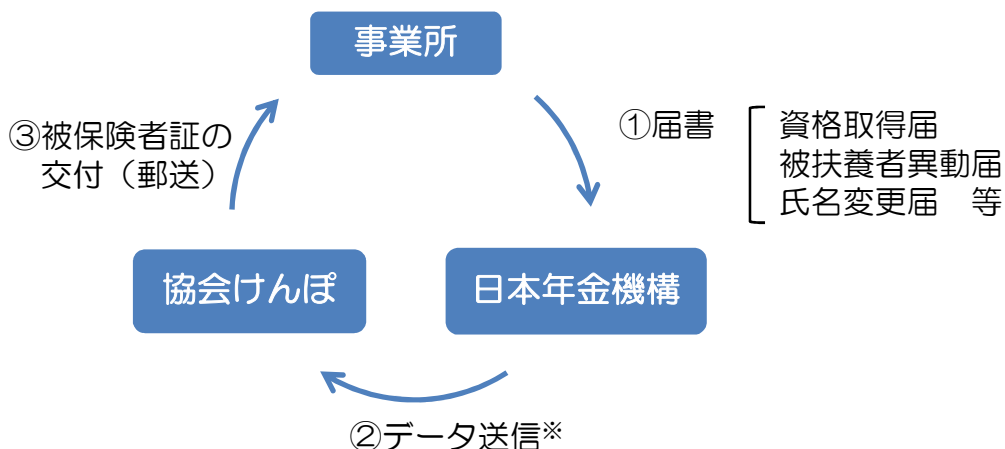 事業所
①届書
資格取得届
被扶養者異動届
氏名変更届　等
③被保険者証の
交付（郵送）
協会けんぽ
日本年金機構
②データ送信※